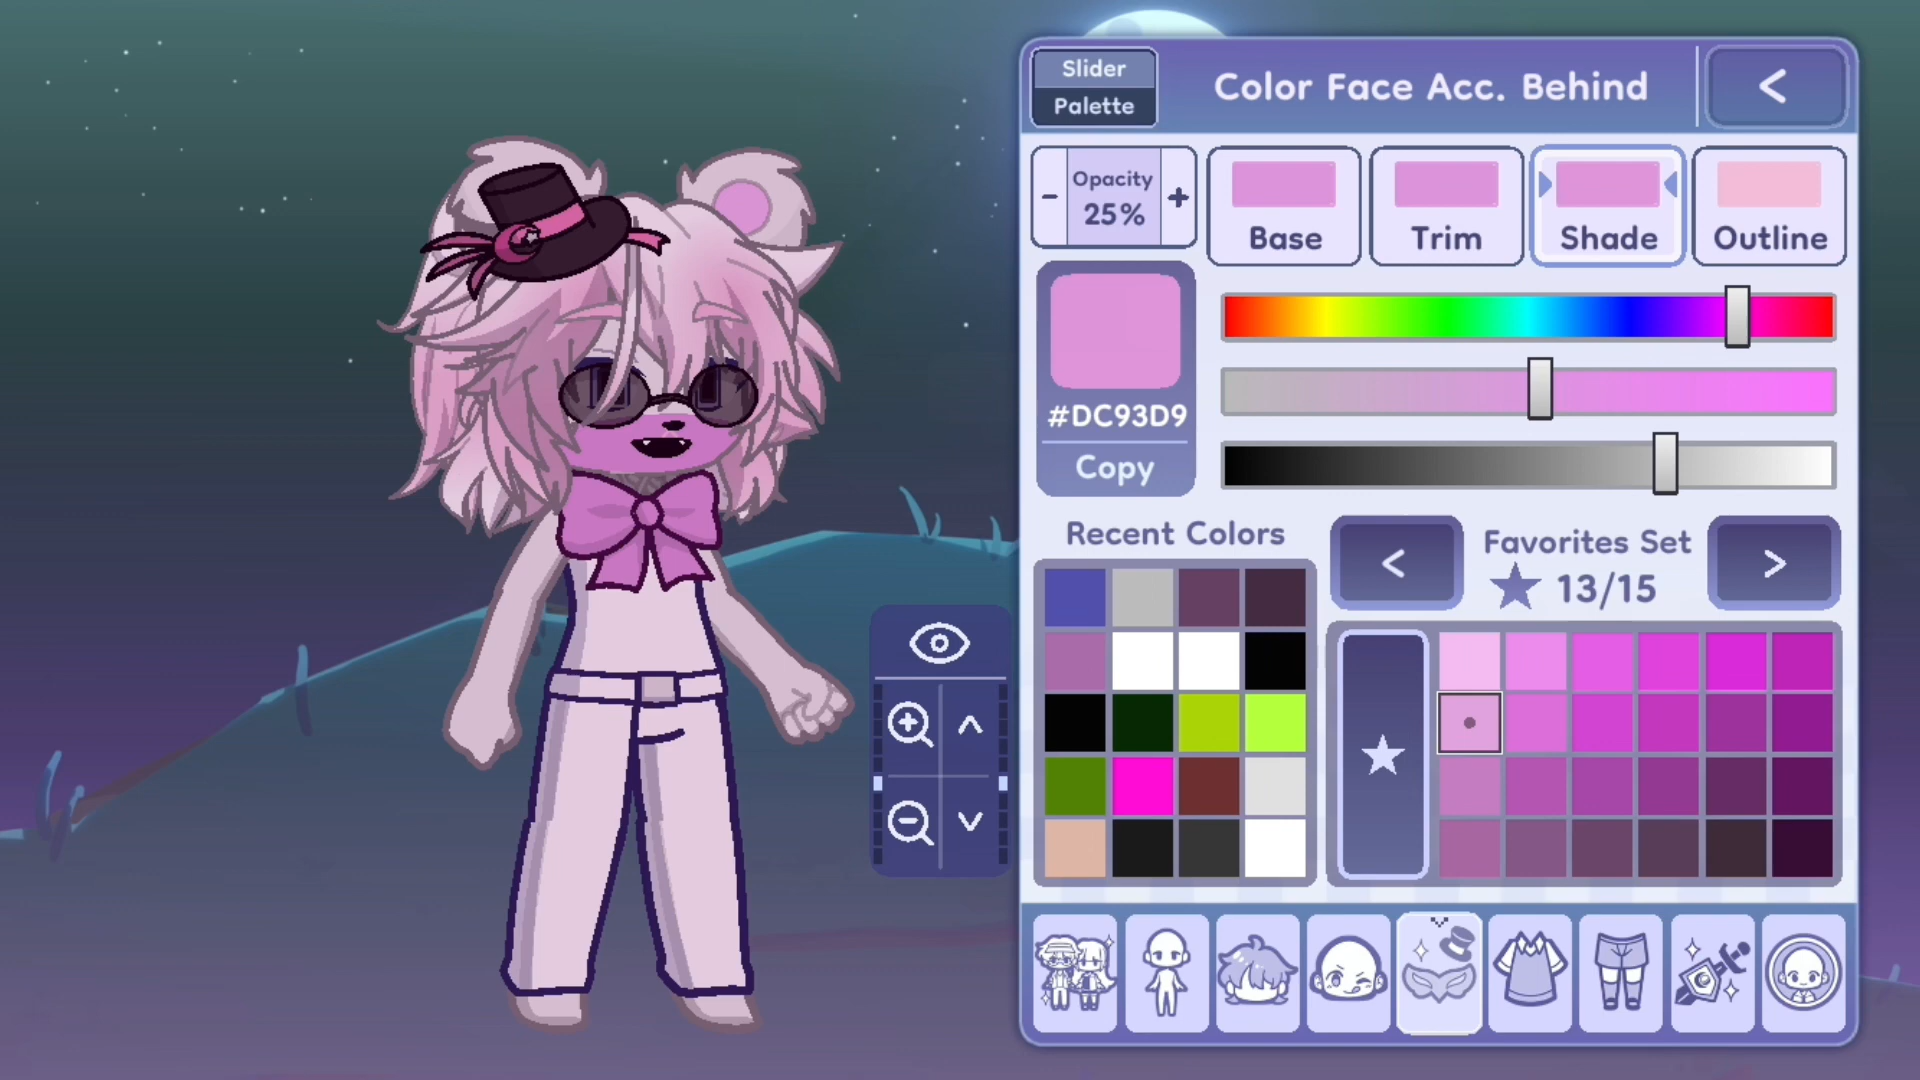 Slider
Palette
Color Face Acc. Behind
<
- Opacity +
25%
Base
Trim
Shade
Outline
#DC93D9
Copy
Recent Colors
< Favorites Set >
13/15